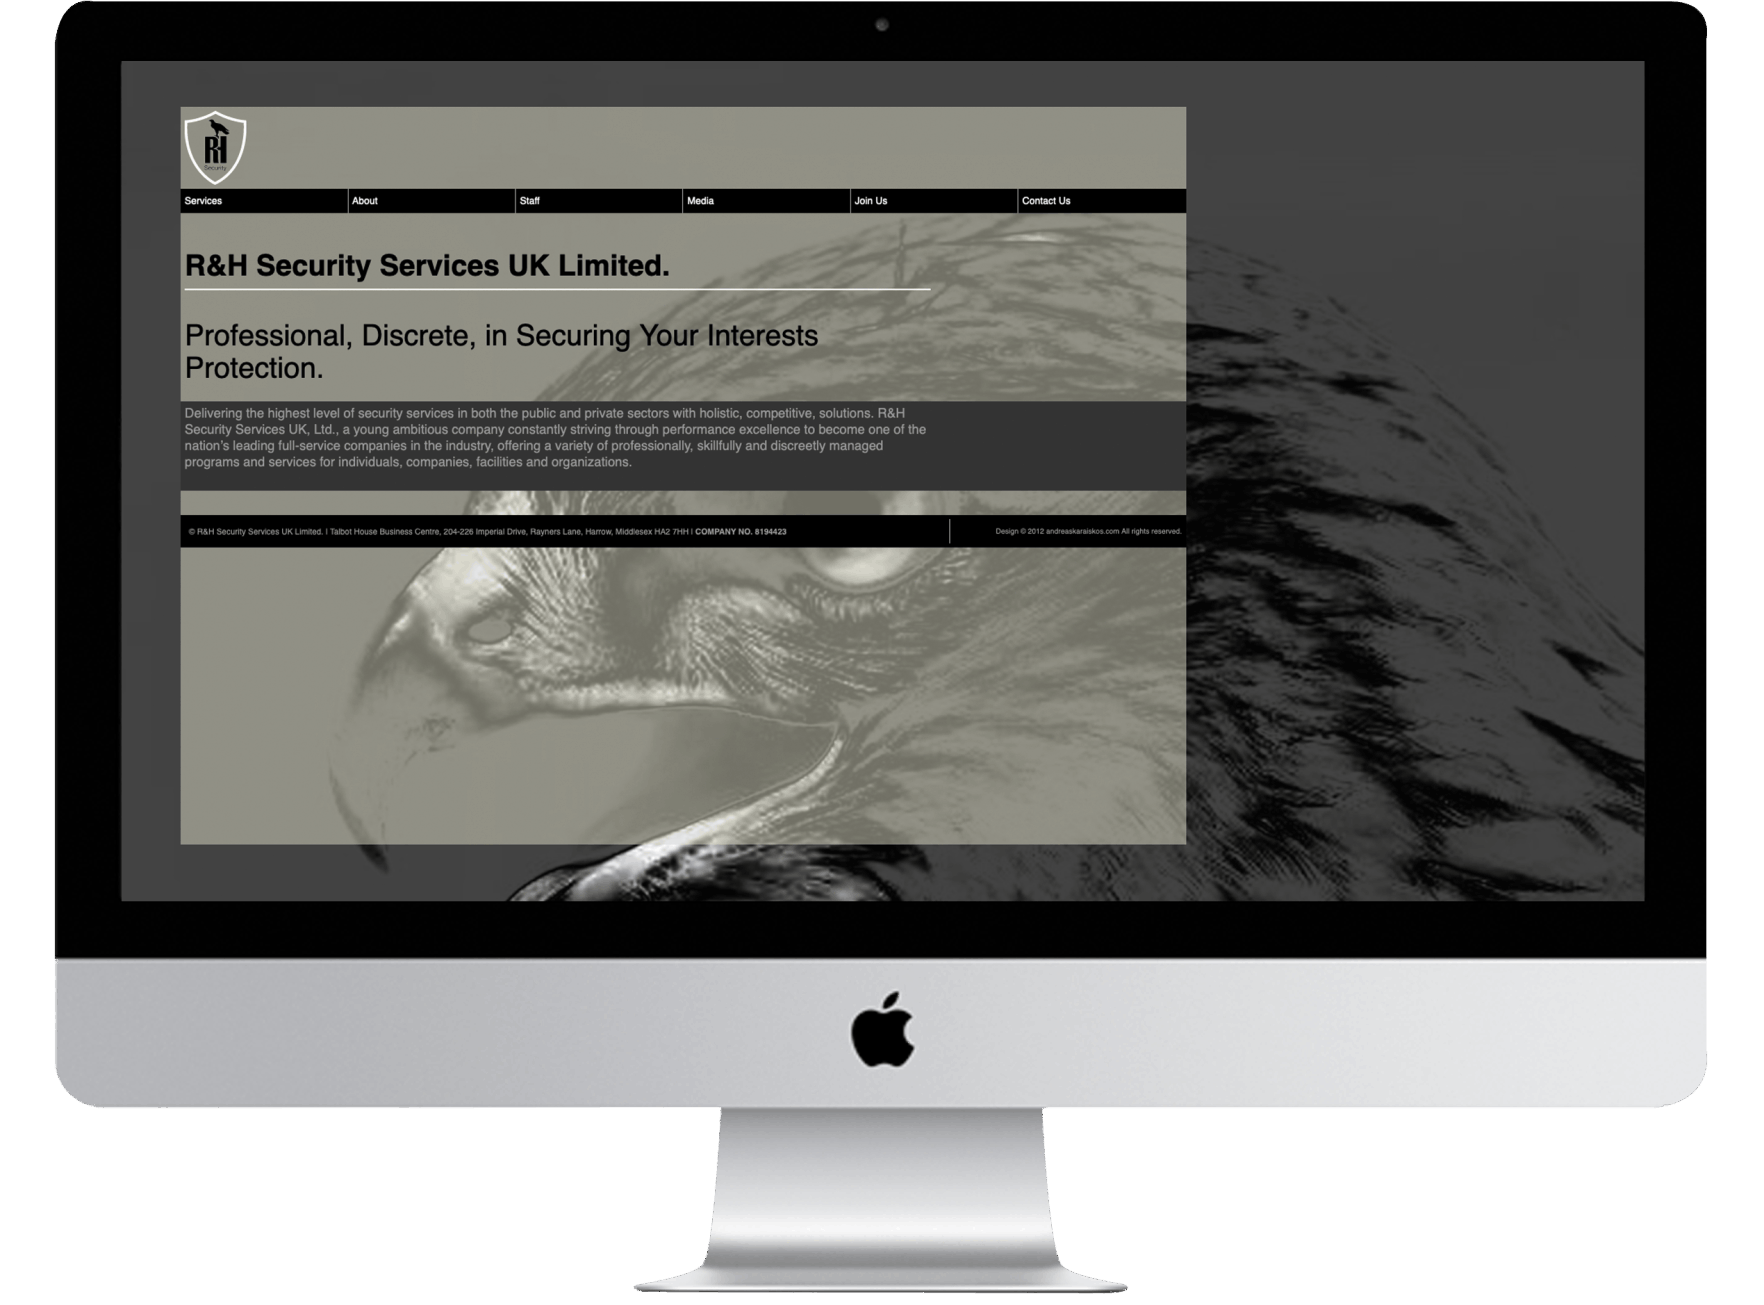 RH
Security
Services
About
Staff
Media
Join Us
Contact Us
R&H Security Services UK Limited.
Professional, Discrete, in Securing Your Interests
Protection.
Delivering the highest level of security services in both the public and private sectors with holistic, competitive, solutions. R&H
Security Services UK, Ltd., a young ambitious company constantly striving through performance excellence to become one of the
nation's leading full-service companies in the industry, offering a variety of professionally, skillfully and discreetly managed
programs and services for individuals, companies, facilities and organizations.
© R&H Security Services UK Limited. | Talbot House Business Centre, 204-226 Imperial Drive, Rayners Lane, Harrow, Middlesex HA2 7HH | COMPANY NO. 8194423
Design © 2012 andreaskaraiskos.com All rights reserved.